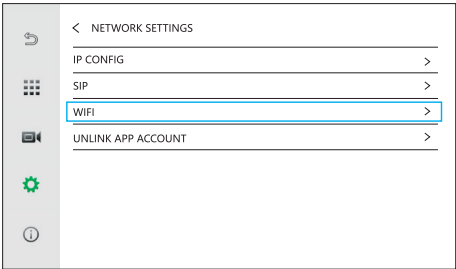 NETWORK SETTINGS
IP CONFIG
SIP
WIFI
UNLINK APP ACCOUNT